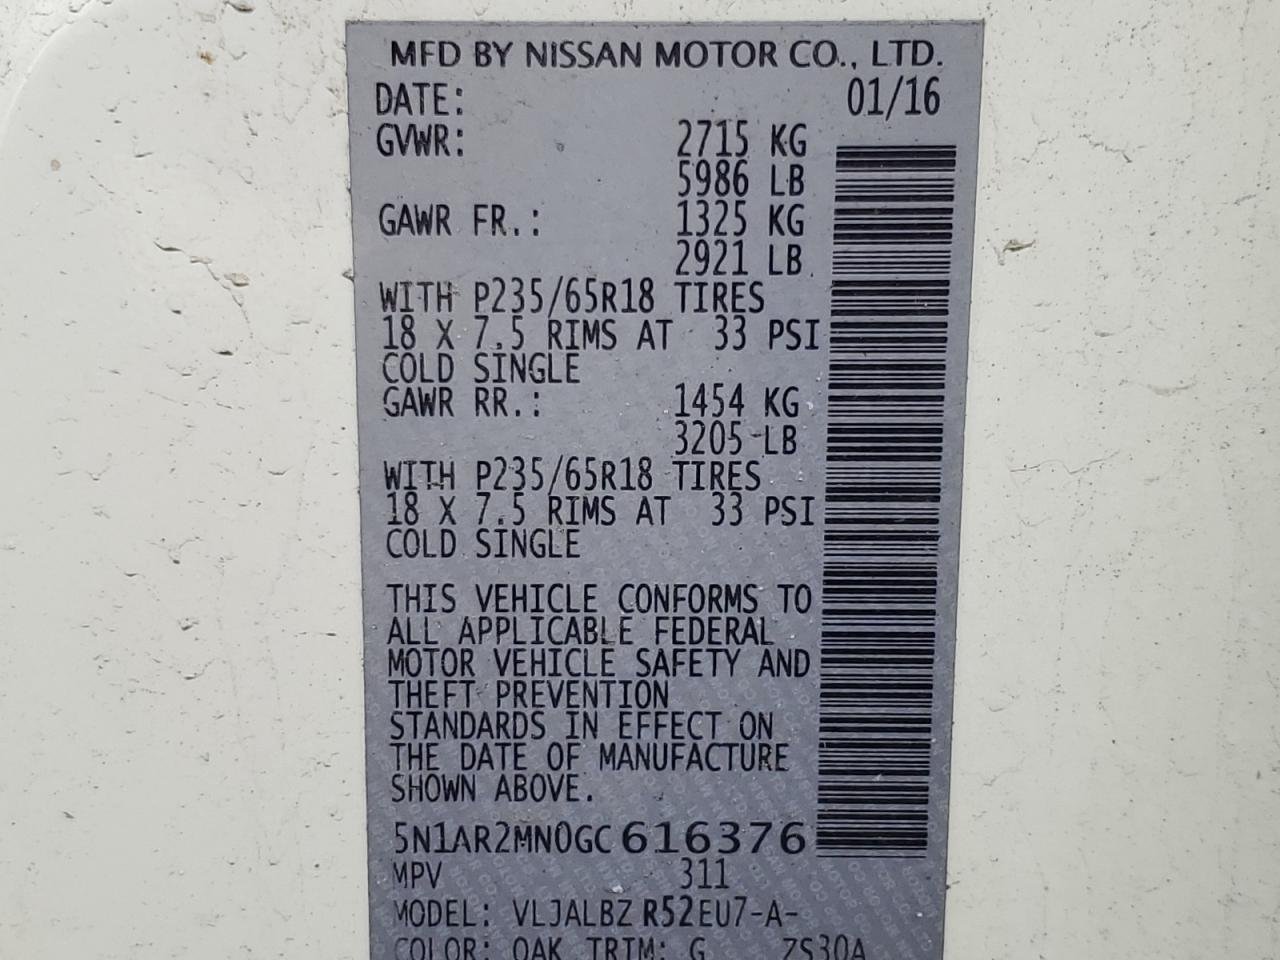 MFD BY NISSAN MOTOR CO., LTD.
DATE: 01/16
GVWR: 2715 KG
5986 LB
GAWR FR.: 1325 KG
2921 LB
WITH P235/65R18 TIRES
18 X 7.5 RIMS AT 33 PSI
COLD SINGLE
GAWR RR.: 1454 KG
3205 LB
WITH P235/65R18 TIRES
18 X 7.5 RIMS AT 33 PSI
COLD SINGLE
THIS VEHICLE CONFORMS TO
ALL APPLICABLE FEDERAL
MOTOR VEHICLE SAFETY AND
THEFT PREVENTION
STANDARDS IN EFFECT ON
THE DATE OF MANUFACTURE
SHOWN ABOVE.
5N1AR2MN0GC616376
MPV 311
MODEL: VLJALBZ R52EU7-A-
COLOR: QAK TRIM: G ZS30A